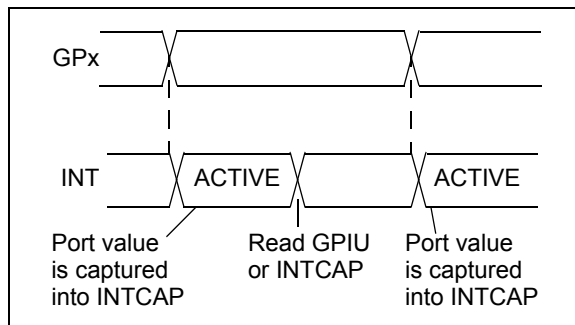 GPx
INT
ACTIVE
ACTIVE
Port value
is captured
into INTCAP
Read GPIU
or INTCAP
Port value
is captured
into INTCAP